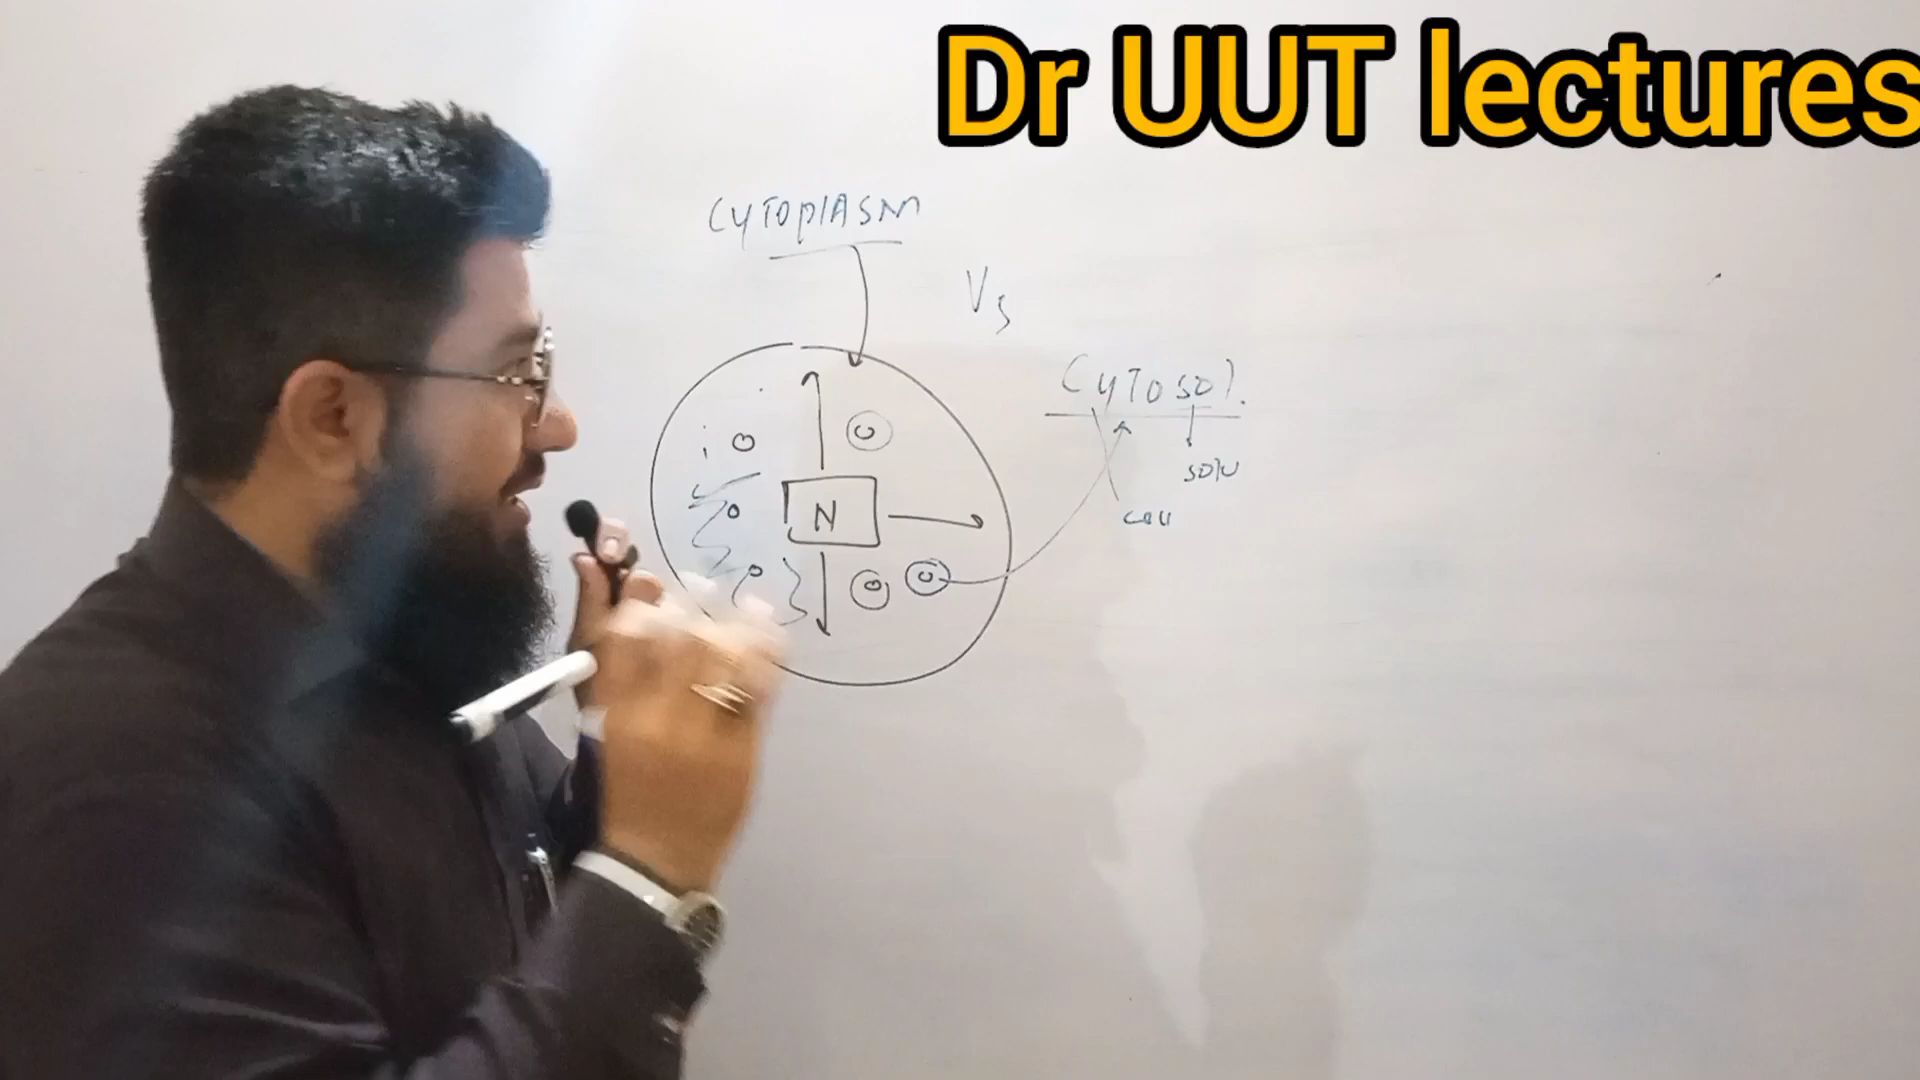 Dr UUT lectures
CYTOPlASM
Vs
CYTOSOl.
solu
cell
N